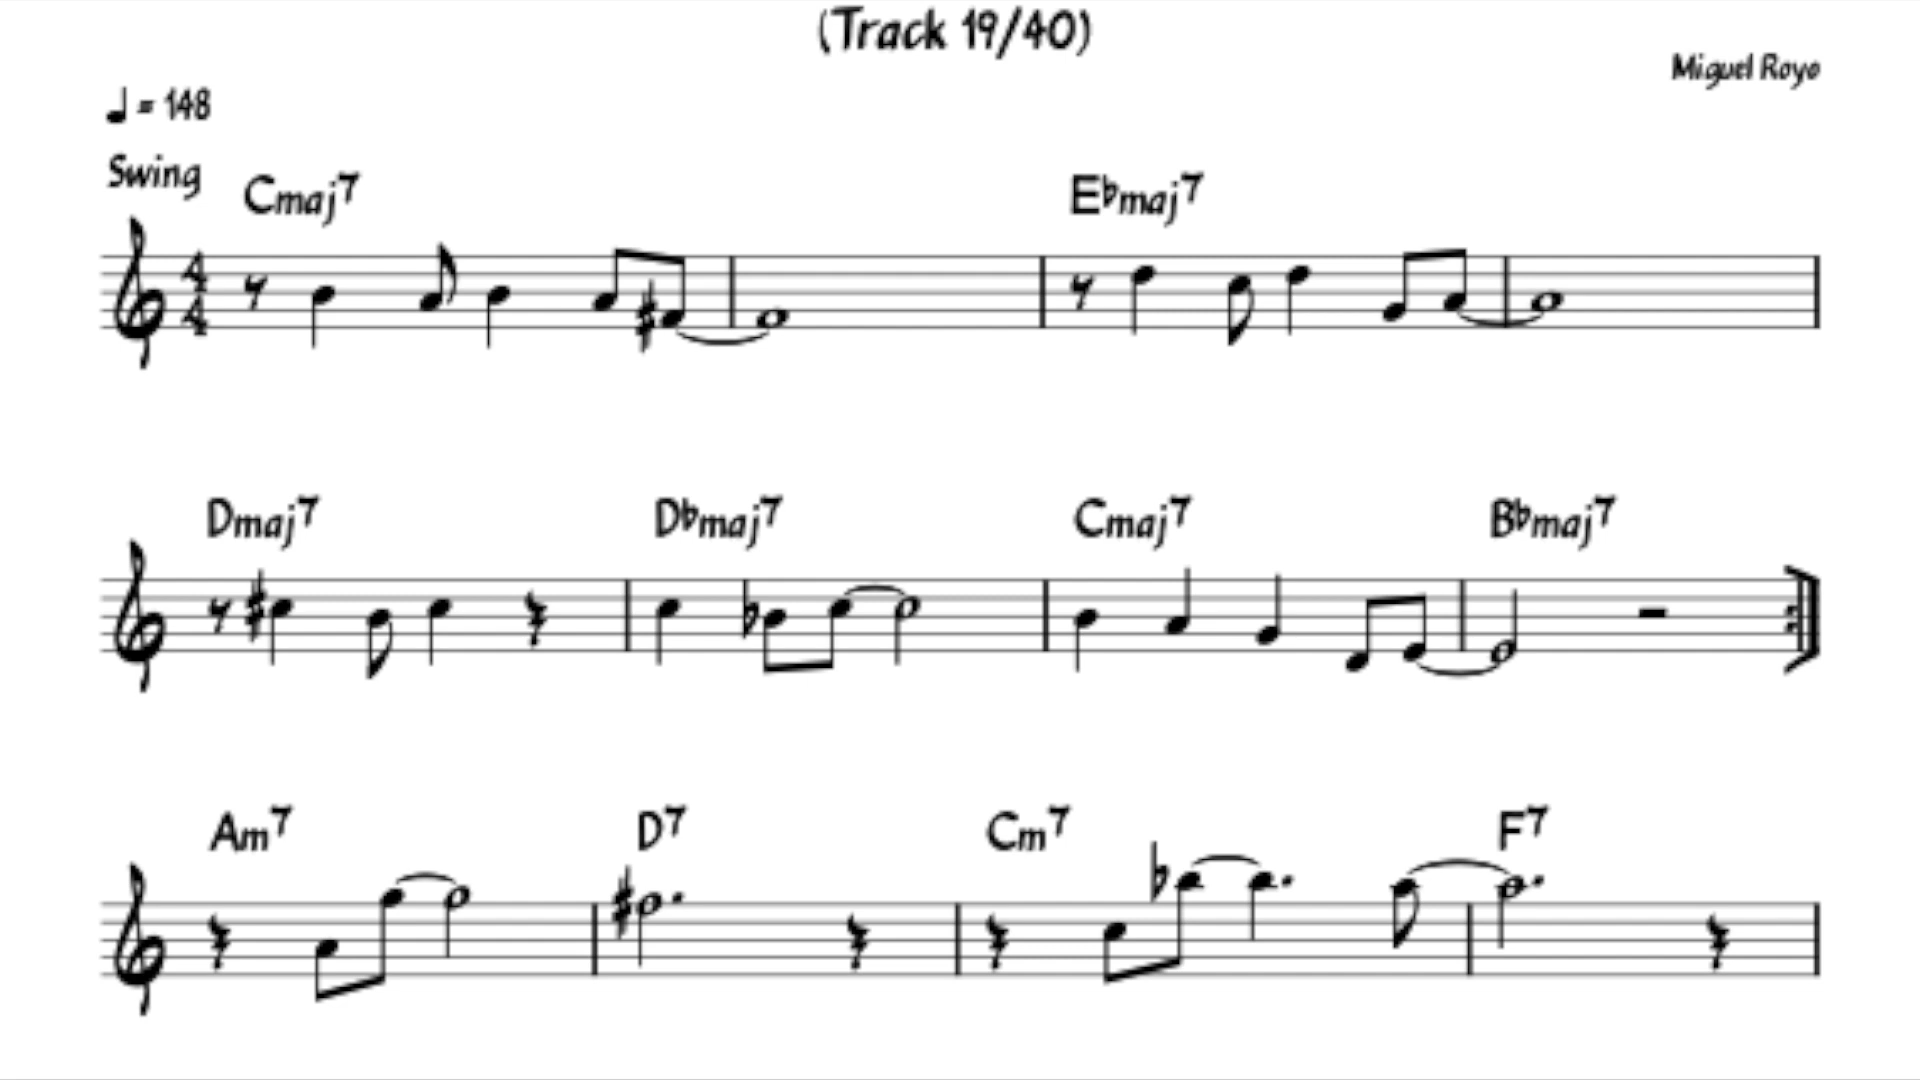 (Track 19/40)
Miguel Royo
♩ = 148
Swing
Cmaj7 E♭maj7
Dmaj7 D♭maj7 Cmaj7 B♭maj7
Am7 D7 Cm7 F7